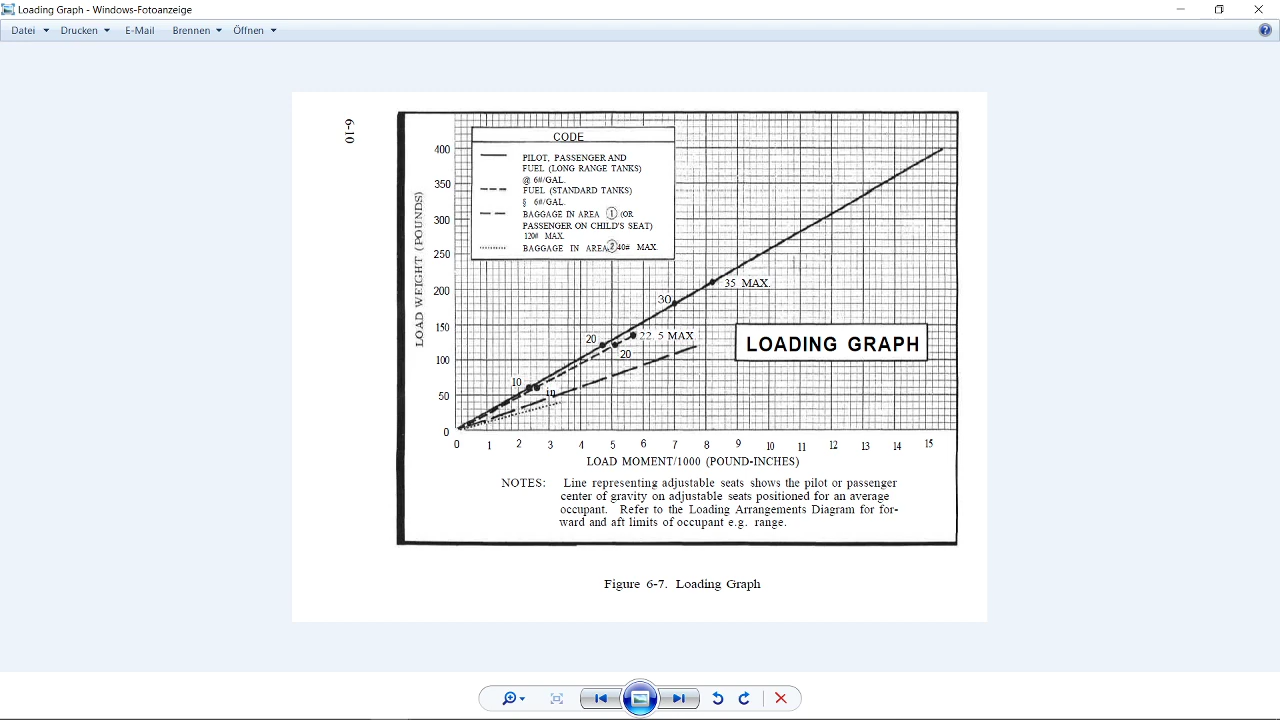 Loading Graph - Windows-Fotoanzeige
Datei Drucken E-Mail Brennen Öffnen
6-10
CODE
PILOT, PASSENGER AND
FUEL (LONG RANGE TANKS)
@ 6#/GAL.
FUEL (STANDARD TANKS)
§ 6#/GAL.
BAGGAGE IN AREA ① (OR
PASSENGER ON CHILD'S SEAT)
120# MAX.
BAGGAGE IN AREA ② 40# MAX.
LOAD WEIGHT (POUNDS)
400
350
300
250
200
150
100
50
0
35 MAX.
30
22. 5 MAX
20
20
10
in
LOADING GRAPH
0 1 2 3 4 5 6 7 8 9 10 11 12 13 14 15
LOAD MOMENT/1000 (POUND-INCHES)
NOTES: Line representing adjustable seats shows the pilot or passenger
center of gravity on adjustable seats positioned for an average
occupant. Refer to the Loading Arrangements Diagram for for-
ward and aft limits of occupant e.g. range.
Figure 6-7. Loading Graph